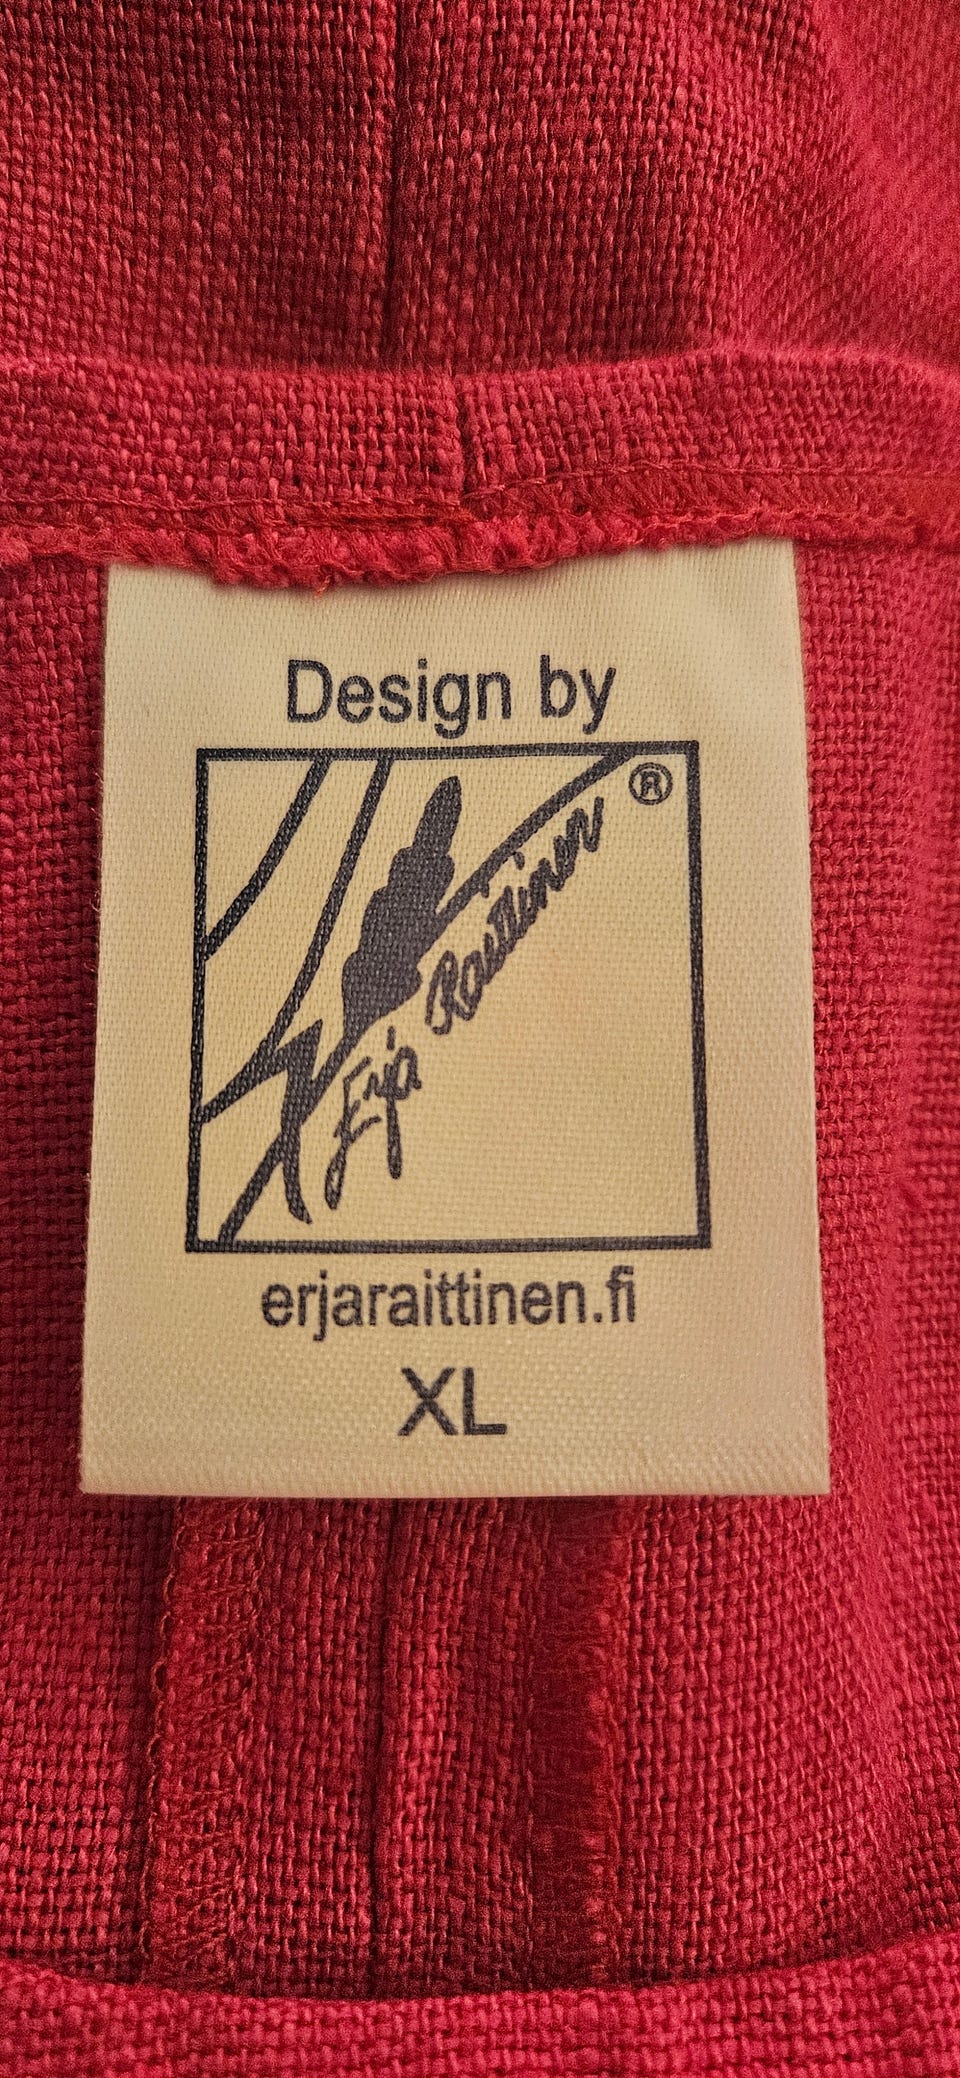 Design by
®
Erja Raittinen
erjaraittinen.fi
XL